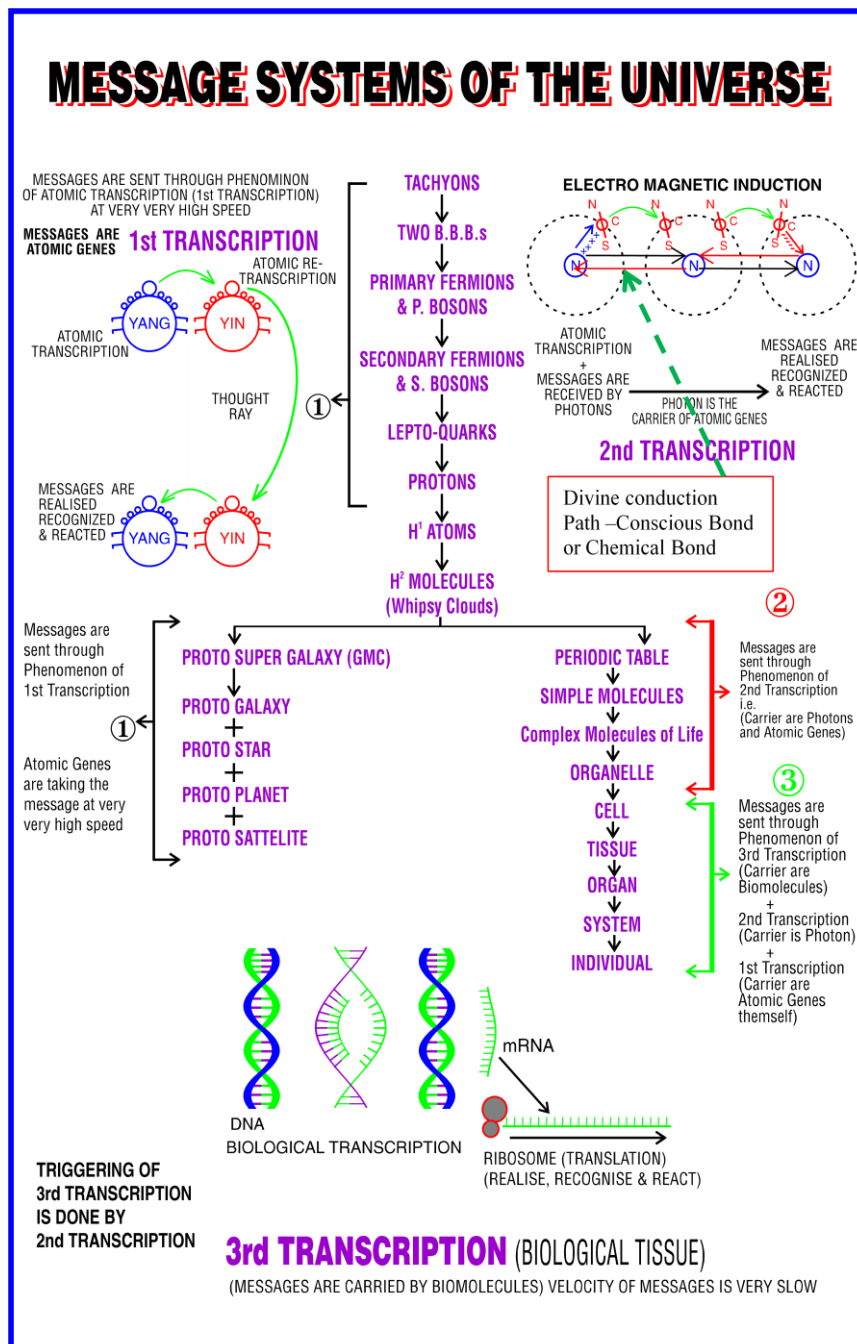 MESSAGE SYSTEMS OF THE UNIVERSE
MESSAGES ARE SENT THROUGH PHENOMINON
OF ATOMIC TRANSCRIPTION (1st TRANSCRIPTION)
AT VERY VERY HIGH SPEED
MESSAGES ARE
ATOMIC GENES
1st TRANSCRIPTION
ATOMIC RE-
TRANSCRIPTION
YANG
YIN
ATOMIC
TRANSCRIPTION
THOUGHT
RAY
MESSAGES ARE
REALISED
RECOGNIZED
& REACTED
YANG
YIN
①
TACHYONS
TWO B.B.B.s
PRIMARY FERMIONS
& P. BOSONS
SECONDARY FERMIONS
& S. BOSONS
LEPTO-QUARKS
PROTONS
H¹ ATOMS
H² MOLECULES
(Whipsy Clouds)
ELECTRO MAGNETIC INDUCTION
N
C
S
N
S
N
S
N
C
S
++++
N
N
N
ATOMIC
TRANSCRIPTION
+
MESSAGES ARE
RECEIVED BY
PHOTONS
PHOTON IS THE
CARRIER OF ATOMIC GENES
MESSAGES ARE
REALISED
RECOGNIZED
& REACTED
2nd TRANSCRIPTION
Divine conduction
Path –Conscious Bond
or Chemical Bond
Messages are
sent through
Phenomenon of
1st Transcription
①
Atomic Genes
are taking the
message at very
very high speed
PROTO SUPER GALAXY (GMC)
PROTO GALAXY
+
PROTO STAR
+
PROTO PLANET
+
PROTO SATTELITE
PERIODIC TABLE
SIMPLE MOLECULES
Complex Molecules of Life
ORGANELLE
CELL
TISSUE
ORGAN
SYSTEM
INDIVIDUAL
②
Messages are
sent through
Phenomenon of
2nd Transcription
i.e.
(Carrier are Photons
and Atomic Genes)
③
Messages are
sent through
Phenomenon of
3rd Transcription
(Carrier are
Biomolecules)
+
2nd Transcription
(Carrier is Photon)
+
1st Transcription
(Carrier are
Atomic Genes
themself)
mRNA
DNA
BIOLOGICAL TRANSCRIPTION
RIBOSOME (TRANSLATION)
(REALISE, RECOGNISE & REACT)
TRIGGERING OF
3rd TRANSCRIPTION
IS DONE BY
2nd TRANSCRIPTION
3rd TRANSCRIPTION (BIOLOGICAL TISSUE)
(MESSAGES ARE CARRIED BY BIOMOLECULES) VELOCITY OF MESSAGES IS VERY SLOW